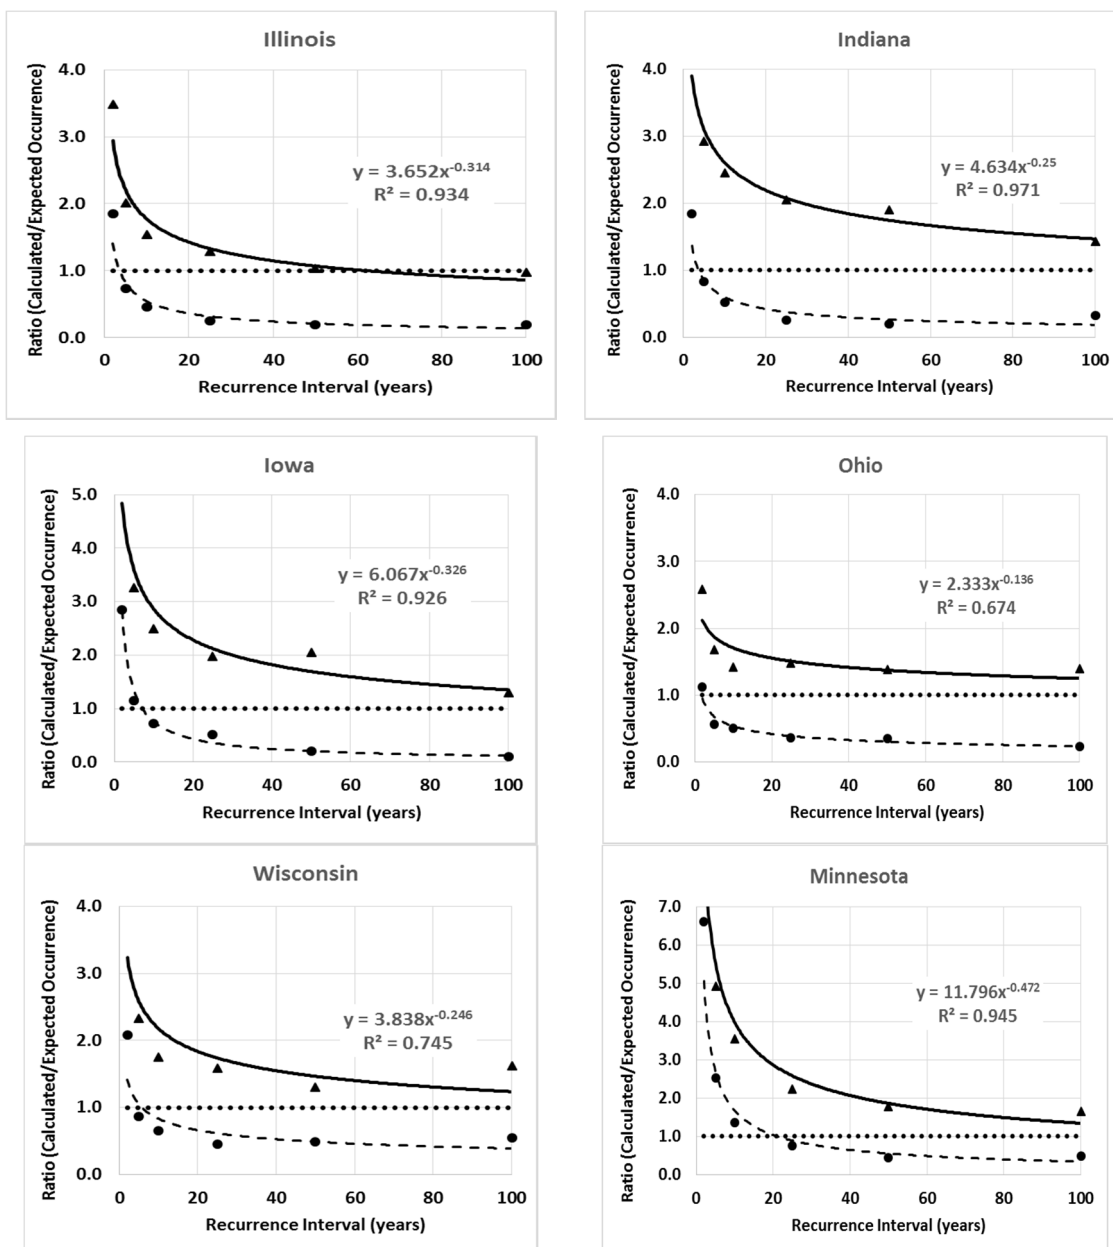 Illinois
Ratio (Calculated/Expected Occurrence)
4.0
3.0
2.0
1.0
0.0
y = 3.652x^-0.314
R² = 0.934
0 20 40 60 80 100
Recurrence Interval (years)
Indiana
Ratio (Calculated/Expected Occurrence)
4.0
3.0
2.0
1.0
0.0
y = 4.634x^-0.25
R² = 0.971
0 20 40 60 80 100
Recurrence Interval (years)
Iowa
Ratio (Calculated/Expected Occurrence)
5.0
4.0
3.0
2.0
1.0
0.0
y = 6.067x^-0.326
R² = 0.926
0 20 40 60 80 100
Recurrence Interval (years)
Ohio
Ratio (Calculated/Expected Occurrence)
4.0
3.0
2.0
1.0
0.0
y = 2.333x^-0.136
R² = 0.674
0 20 40 60 80 100
Recurrence Interval (years)
Wisconsin
Ratio (Calculated/Expected Occurrence)
4.0
3.0
2.0
1.0
0.0
y = 3.838x^-0.246
R² = 0.745
0 20 40 60 80 100
Recurrence Interval (years)
Minnesota
Ratio (Calculated/Expected Occurrence)
7.0
6.0
5.0
4.0
3.0
2.0
1.0
0.0
y = 11.796x^-0.472
R² = 0.945
0 20 40 60 80 100
Recurrence Interval (years)